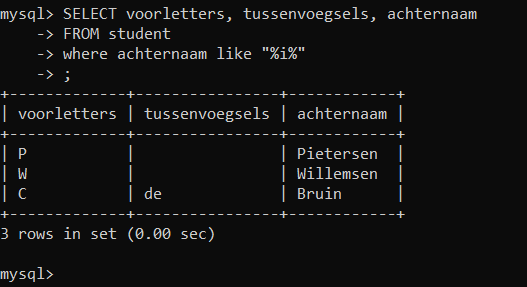 mysql> SELECT voorletters, tussenvoegsels, achternaam
    -> FROM student
    -> where achternaam like "%i%"
    -> ;
+-------------+----------------+------------+
| voorletters | tussenvoegsels | achternaam |
+-------------+----------------+------------+
| P           |                | Pietersen  |
| W           |                | Willemsen  |
| C           | de             | Bruin      |
+-------------+----------------+------------+
3 rows in set (0.00 sec)

mysql>